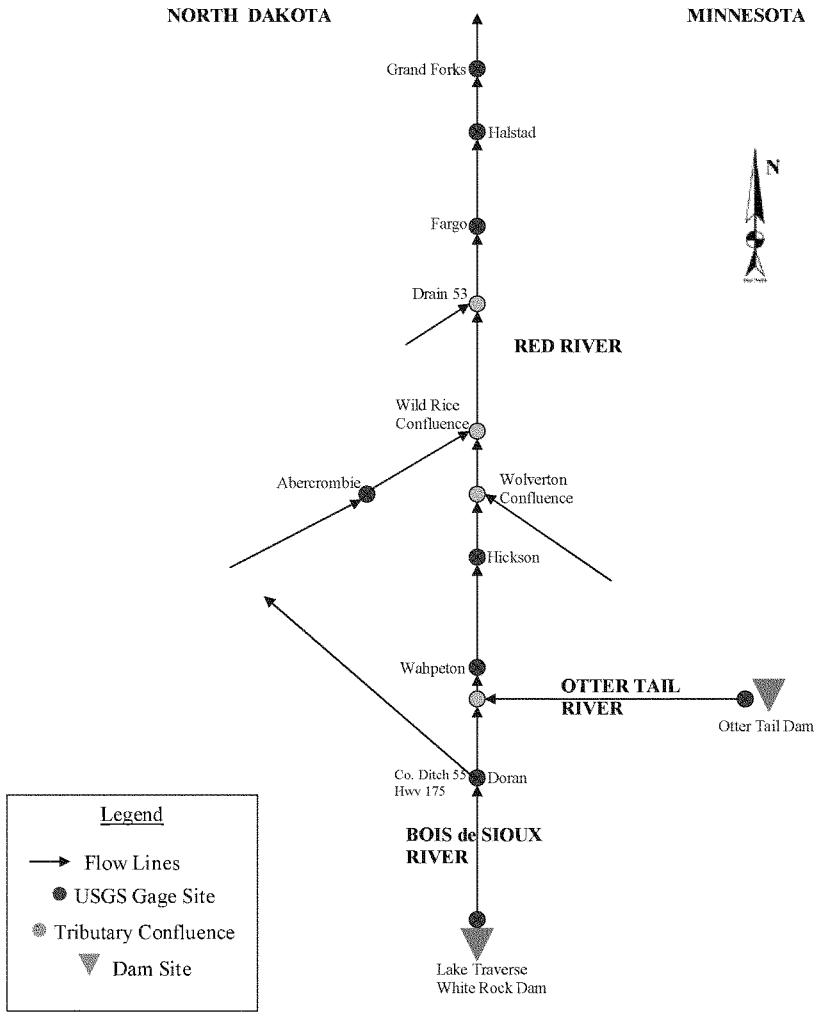 NORTH DAKOTA
MINNESOTA
Grand Forks
Halstad
N
Fargo
Drain 53
RED RIVER
Wild Rice
Confluence
Abercrombie
Wolverton
Confluence
Hickson
Wahpeton
OTTER TAIL
RIVER
Otter Tail Dam
Co. Ditch 55
Hwy 175
Doran
BOIS de SIOUX
RIVER
Lake Traverse
White Rock Dam
Legend
Flow Lines
USGS Gage Site
Tributary Confluence
Dam Site